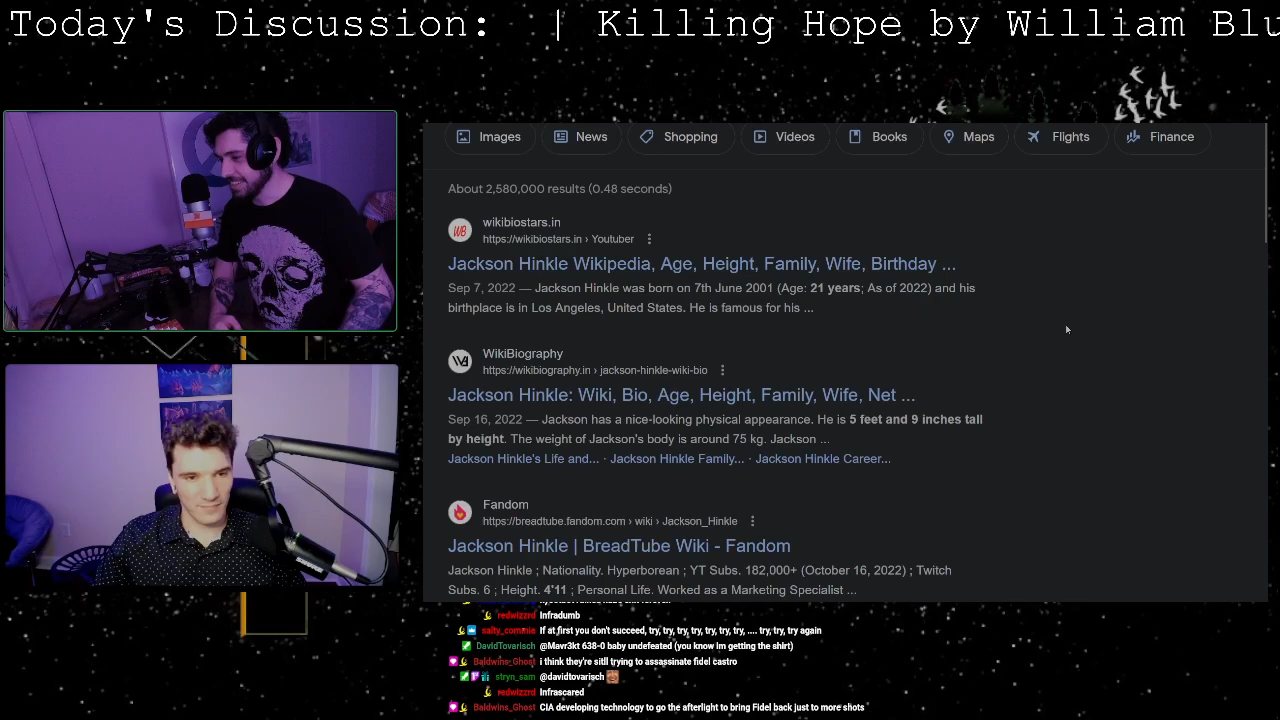 Today's Discussion:  | Killing Hope by William Blu
Images News Shopping Videos Books Maps Flights Finance
About 2,580,000 results (0.48 seconds)
wikibiostars.in
https://wikibiostars.in › Youtuber
Jackson Hinkle Wikipedia, Age, Height, Family, Wife, Birthday ...
Sep 7, 2022 — Jackson Hinkle was born on 7th June 2001 (Age: 21 years; As of 2022) and his
birthplace is in Los Angeles, United States. He is famous for his ...
WikiBiography
https://wikibiography.in › jackson-hinkle-wiki-bio
Jackson Hinkle: Wiki, Bio, Age, Height, Family, Wife, Net ...
Sep 16, 2022 — Jackson has a nice-looking physical appearance. He is 5 feet and 9 inches tall
by height. The weight of Jackson's body is around 75 kg. Jackson ...
Jackson Hinkle's Life and... · Jackson Hinkle Family... · Jackson Hinkle Career...
Fandom
https://breadtube.fandom.com › wiki › Jackson_Hinkle
Jackson Hinkle | BreadTube Wiki - Fandom
Jackson Hinkle ; Nationality. Hyperborean ; YT Subs. 182,000+ (October 16, 2022) ; Twitch
Subs. 6 ; Height. 4'11 ; Personal Life. Worked as a Marketing Specialist ...
redwizzrd Infradumb
salty_commie If at first you don't succeed, try, try, try, try, try, try, try, .... try, try, try again
DavidTovarisch @Mavr3kt 638-0 baby undefeated (you know Im getting the shirt)
Baldwins_Ghost i think they're sitll trying to assassinate fidel castro
stryn_sam @davidtovarisch
redwizzrd Infrascared
Baldwins_Ghost CIA developing technology to go the afterlight to bring Fidel back just to more shots